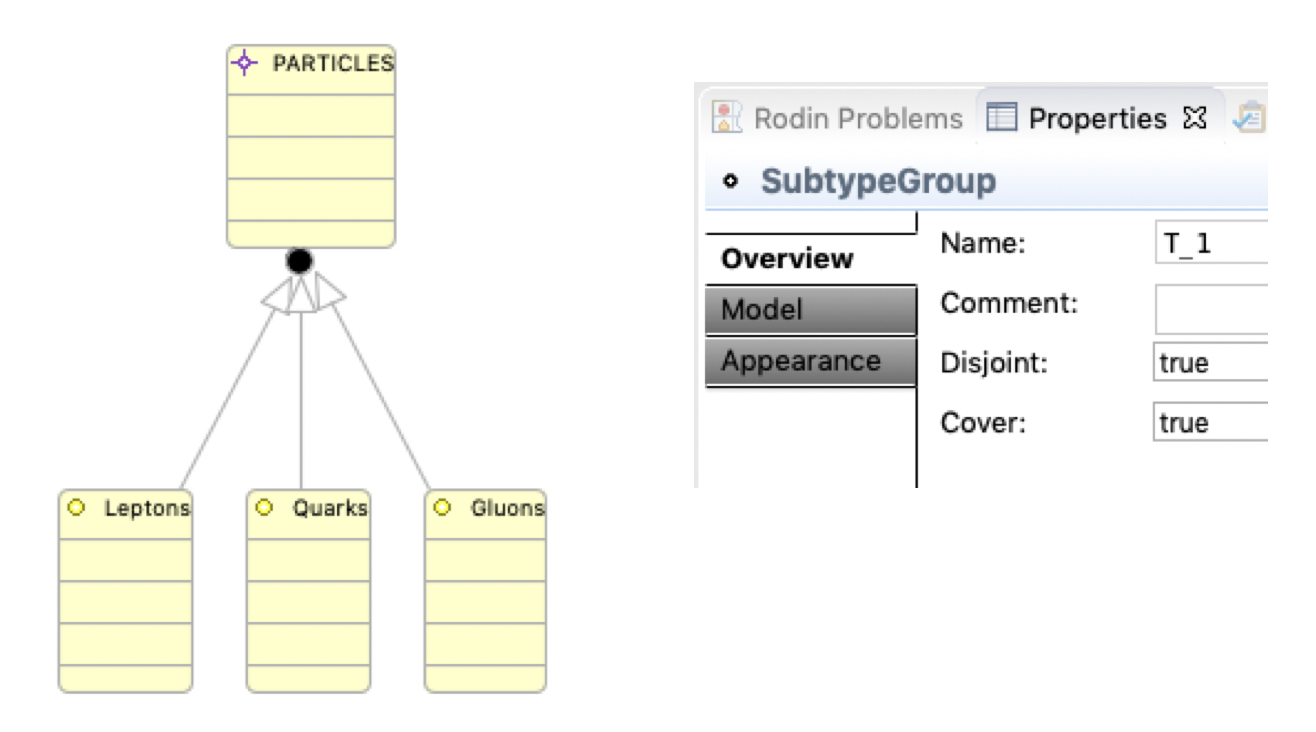 PARTICLES
Leptons
Quarks
Gluons
Rodin Problems Properties
SubtypeGroup
Overview
Model
Appearance
Name: T_1
Comment:
Disjoint: true
Cover: true